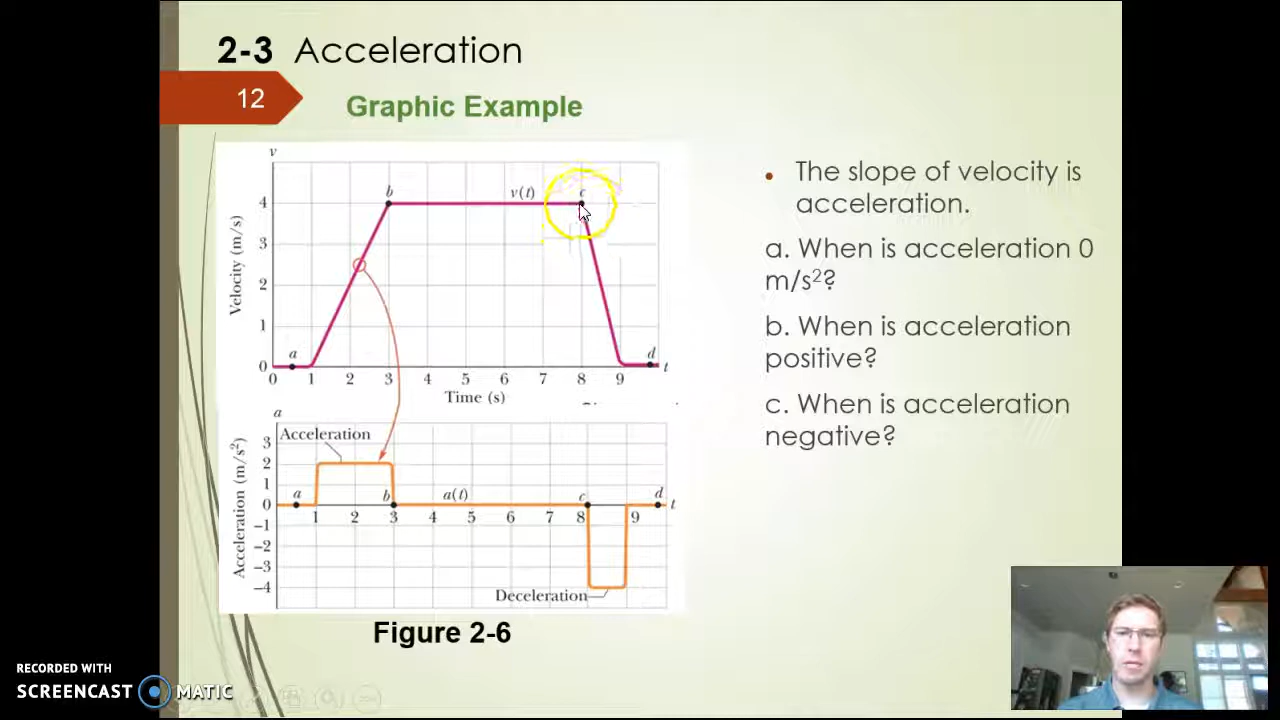 2-3 Acceleration
12
Graphic Example
v
b
v(t)
c
4
3
2
1
0
Velocity (m/s)
a
d
t
0 1 2 3 4 5 6 7 8 9
Time (s)
a
Acceleration
3
2
1
0
−1
−2
−3
−4
Acceleration (m/s²)
a b a(t) c d t
1 2 3 4 5 6 7 8 9
Deceleration
Figure 2-6
• The slope of velocity is
acceleration.
a. When is acceleration 0
m/s²?
b. When is acceleration
positive?
c. When is acceleration
negative?
RECORDED WITH
SCREENCAST MATIC